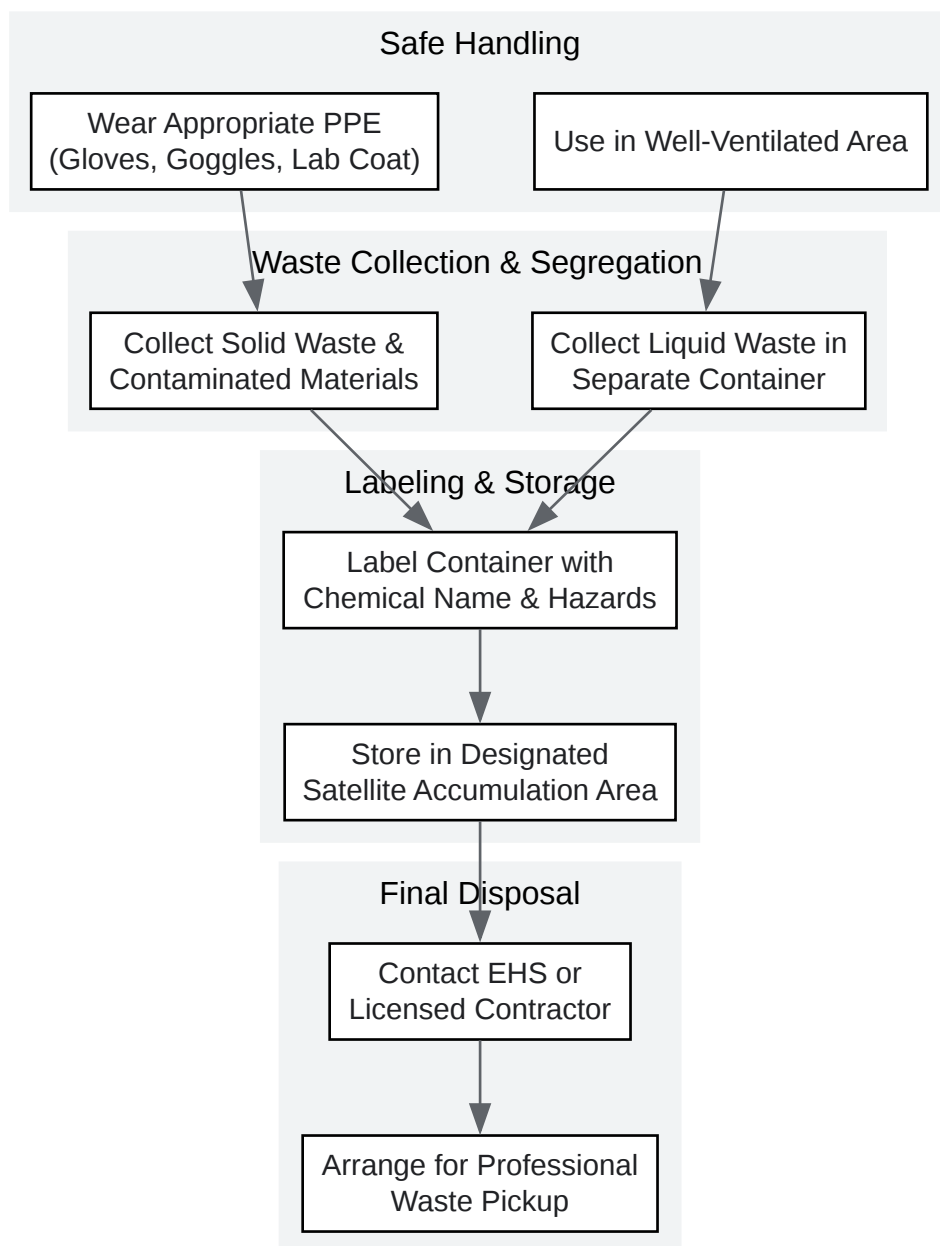 Safe Handling
Wear Appropriate PPE
(Gloves, Goggles, Lab Coat)
Use in Well-Ventilated Area
Waste Collection & Segregation
Collect Solid Waste &
Contaminated Materials
Collect Liquid Waste in
Separate Container
Labeling & Storage
Label Container with
Chemical Name & Hazards
Store in Designated
Satellite Accumulation Area
Final Disposal
Contact EHS or
Licensed Contractor
Arrange for Professional
Waste Pickup